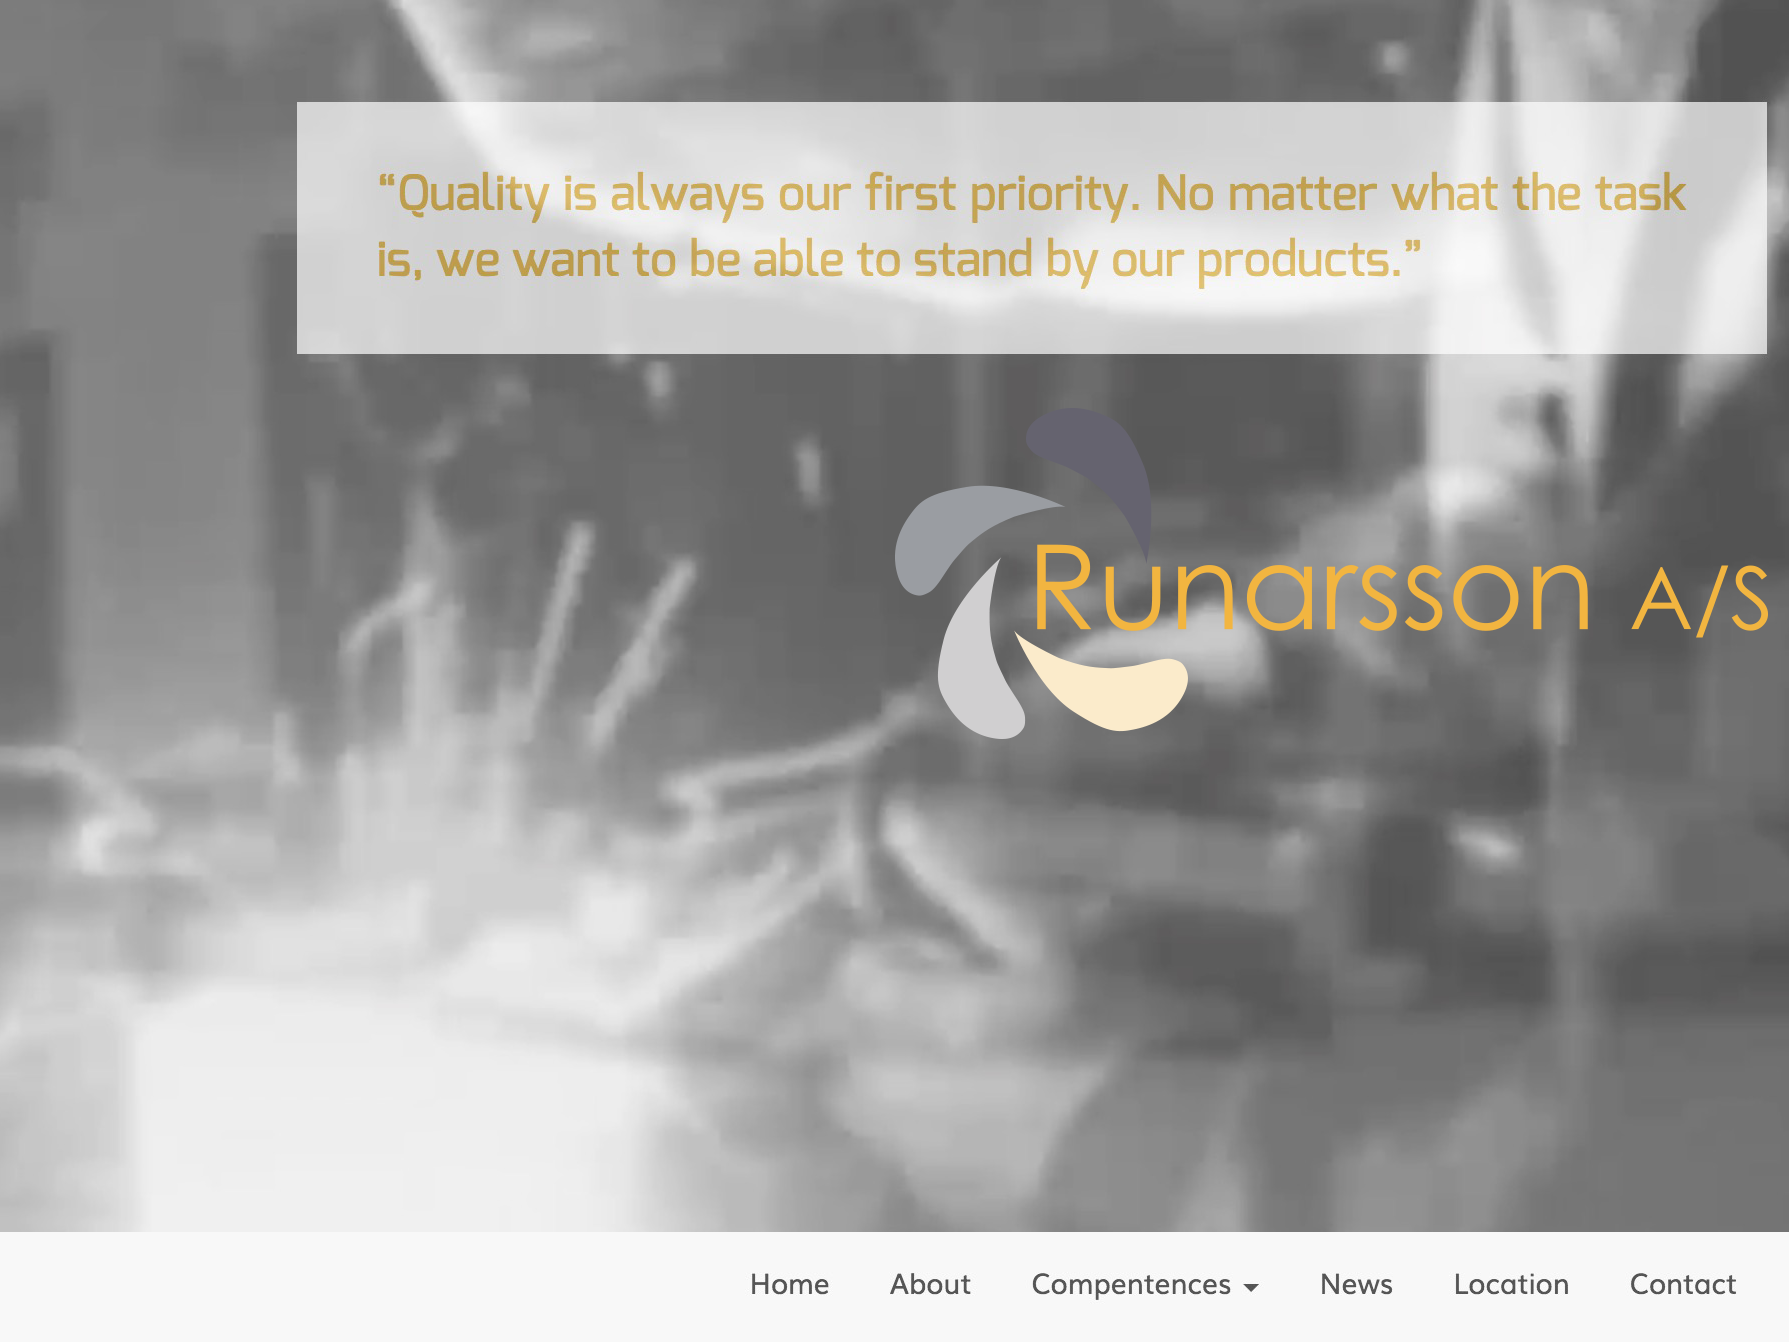 “Quality is always our first priority. No matter what the task
is, we want to be able to stand by our products.”
Runarsson A/S
Home About Compentences News Location Contact